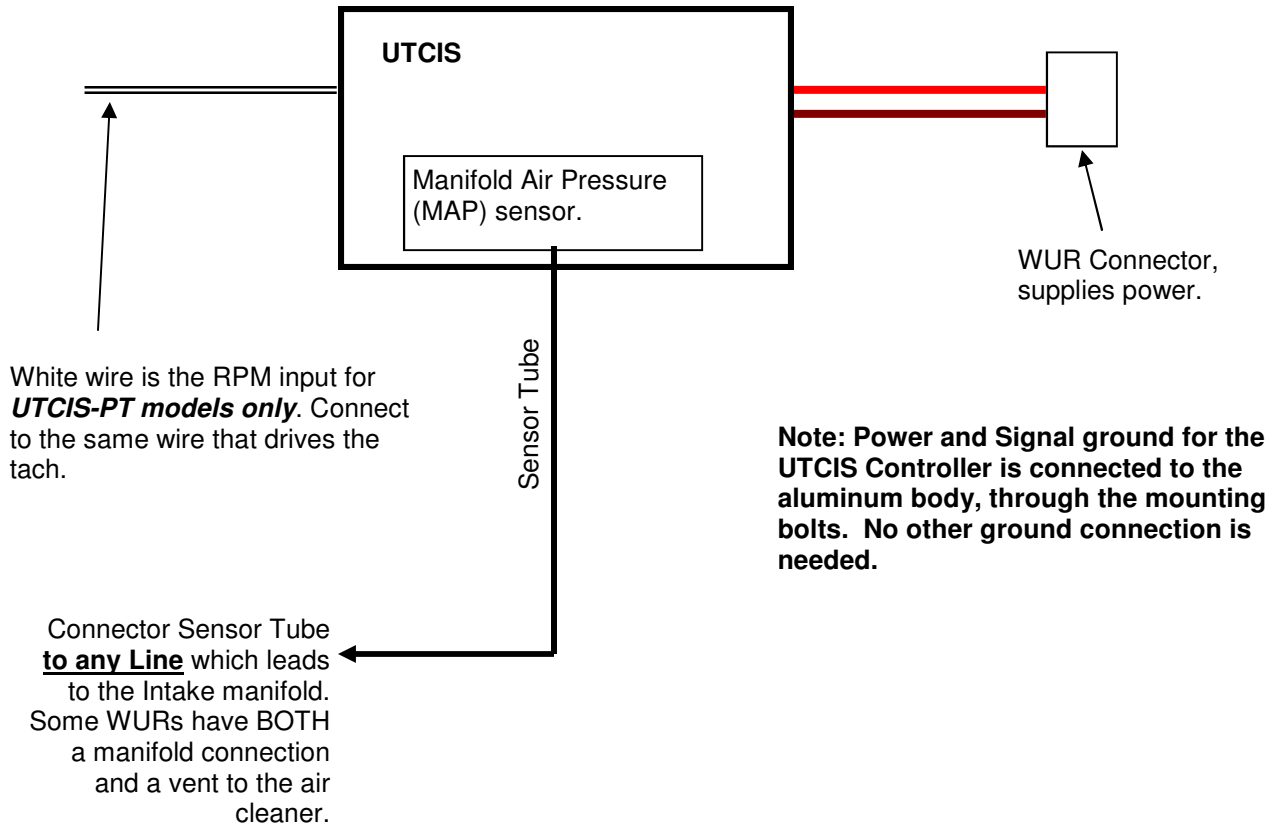 UTCIS
Manifold Air Pressure
(MAP) sensor.
WUR Connector,
supplies power.
White wire is the RPM input for
UTCIS-PT models only. Connect
to the same wire that drives the
tach.
Sensor Tube
Note: Power and Signal ground for the
UTCIS Controller is connected to the
aluminum body, through the mounting
bolts.  No other ground connection is
needed.
Connector Sensor Tube
to any Line which leads
to the Intake manifold.
Some WURs have BOTH
a manifold connection
and a vent to the air
cleaner.